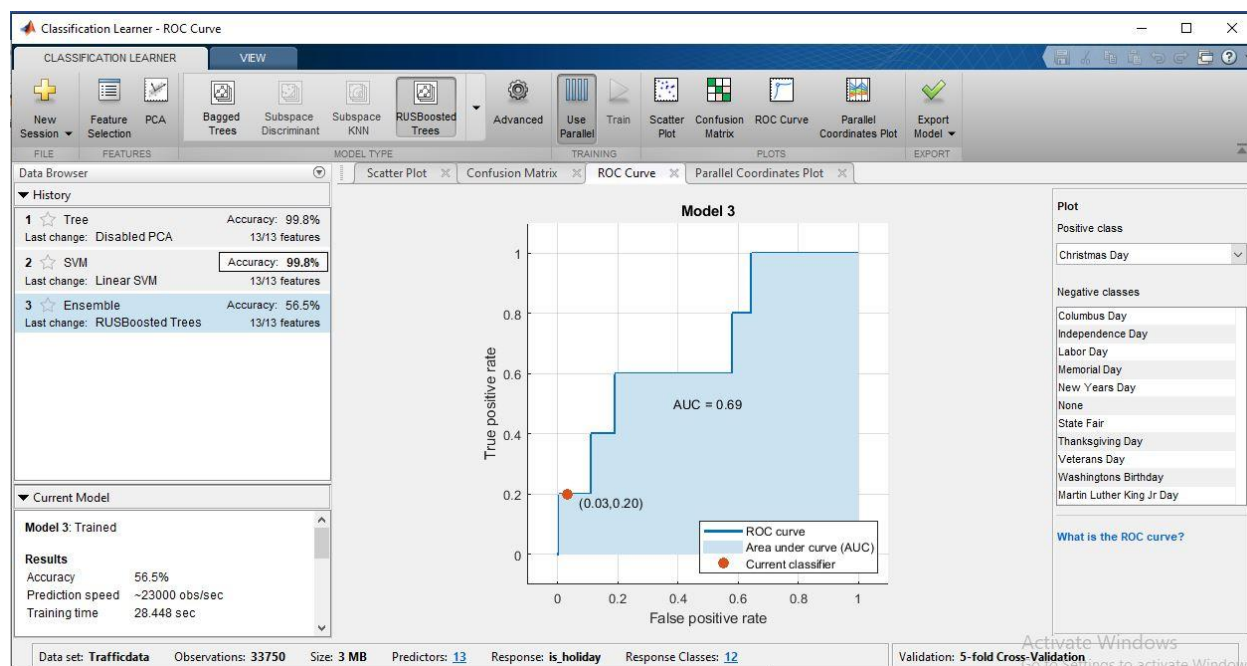 Classification Learner - ROC Curve
CLASSIFICATION LEARNER VIEW
New Session
Feature Selection
PCA
Bagged Trees
Subspace Discriminant
Subspace KNN
RUSBoosted Trees
Advanced
Use Parallel
Train
Scatter Plot
Confusion Matrix
ROC Curve
Parallel Coordinates Plot
Export Model
FILE FEATURES MODEL TYPE TRAINING PLOTS EXPORT
Data Browser
History
1 Tree Accuracy: 99.8%
Last change: Disabled PCA 13/13 features
2 SVM Accuracy: 99.8%
Last change: Linear SVM 13/13 features
3 Ensemble Accuracy: 56.5%
Last change: RUSBoosted Trees 13/13 features
Current Model
Model 3: Trained
Results
Accuracy 56.5%
Prediction speed ~23000 obs/sec
Training time 28.448 sec
Scatter Plot Confusion Matrix ROC Curve Parallel Coordinates Plot
Model 3
1
0.8
0.6
0.4
0.2
0
True positive rate
AUC = 0.69
(0.03,0.20)
ROC curve
Area under curve (AUC)
Current classifier
0 0.2 0.4 0.6 0.8 1
False positive rate
Plot
Positive class
Christmas Day
Negative classes
Columbus Day
Independence Day
Labor Day
Memorial Day
New Years Day
None
State Fair
Thanksgiving Day
Veterans Day
Washingtons Birthday
Martin Luther King Jr Day
What is the ROC curve?
Activate Windows
Go to Settings to activate Windows
Data set: Trafficdata Observations: 33750 Size: 3 MB Predictors: 13 Response: is_holiday Response Classes: 12 Validation: 5-fold Cross-Validation